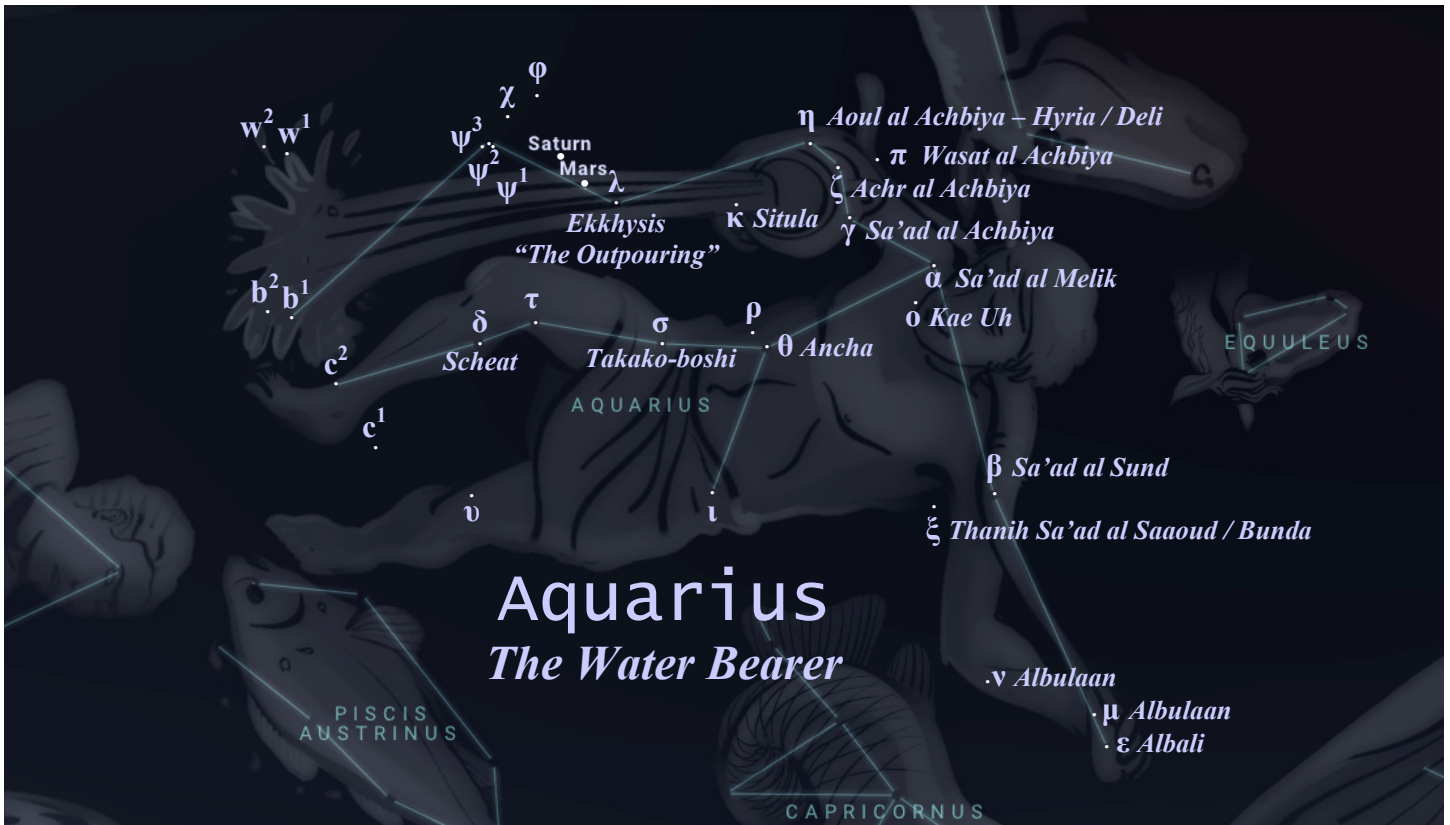 φ
χ
w² w¹
η Aoul al Achbiya – Hyria / Deli
ψ³
Saturn
π Wasat al Achbiya
ψ²
Mars
ψ¹
λ
ζ Achr al Achbiya
κ Situla
Ekkhysis
“The Outpouring”
γ Sa’ad al Achbiya
α Sa’ad al Melik
b² b¹
τ
ο Kae Uh
δ
σ
ρ
Scheat
Takako-boshi
θ Ancha
EQUULEUS
c²
AQUARIUS
c¹
β Sa’ad al Sund
υ
ι
ξ Thanih Sa’ad al Saaoud / Bunda
Aquarius
The Water Bearer
ν Albulaan
PISCIS
AUSTRINUS
μ Albulaan
ε Albali
CAPRICORNUS